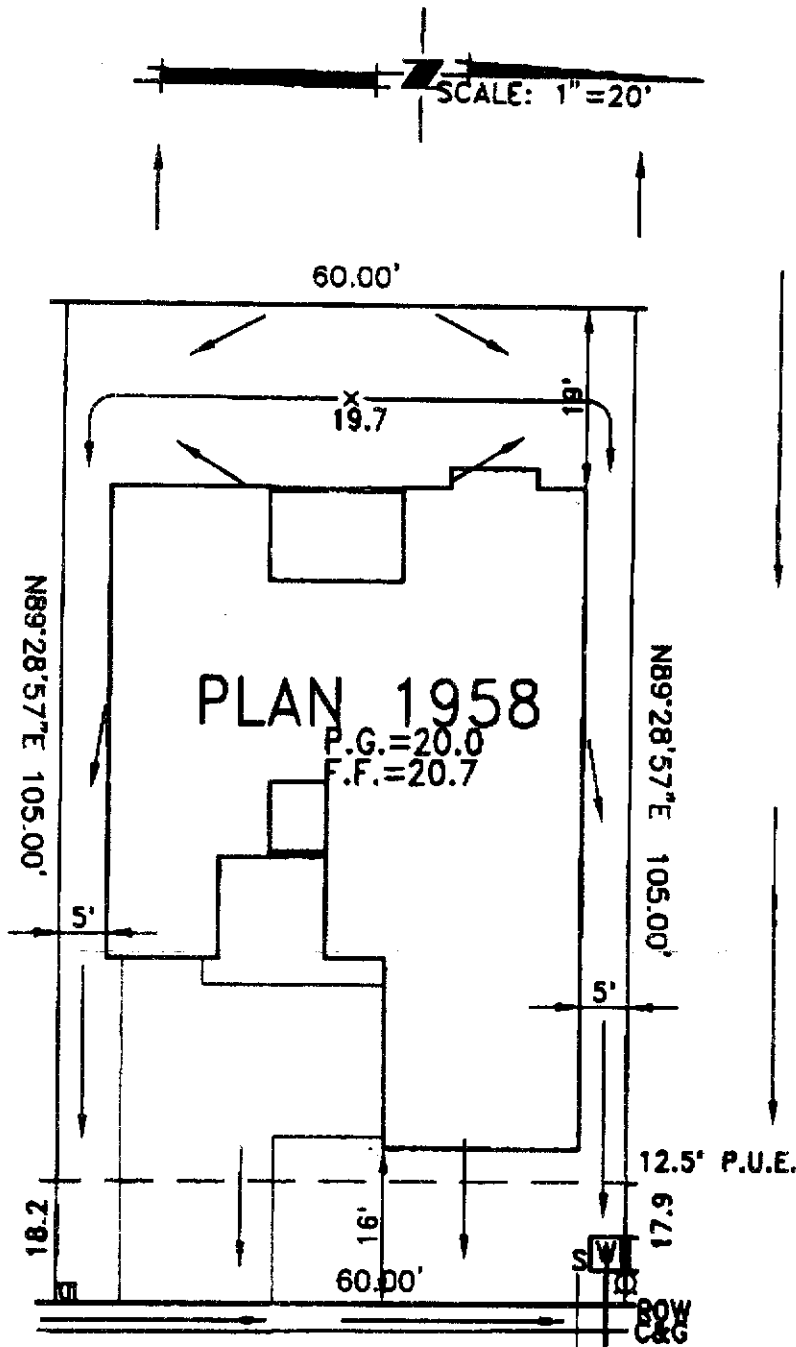 SCALE: 1"=20'
60.00'
19'
X
19.7
N89°28'57"E 105.00'
PLAN 1958
P.G.=20.0
F.F.=20.7
N89°28'57"E 105.00'
5'
5'
12.5' P.U.E.
18.2
16'
17.9
S
W
60.00'
ROW
C&G